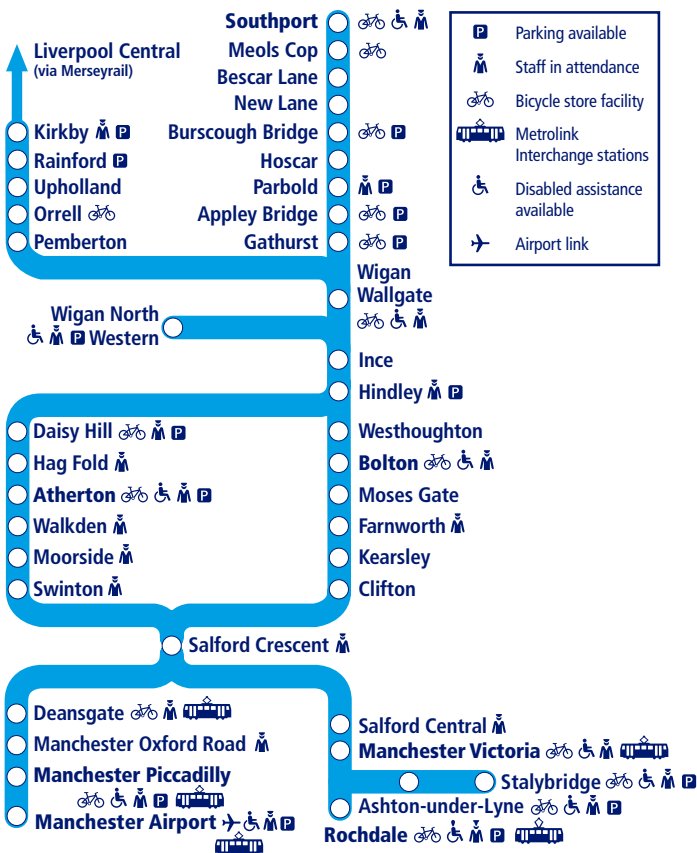 Southport
Meols Cop
Bescar Lane
New Lane
Burscough Bridge
P
Hoscar
Parbold
P
Appley Bridge
P
Gathurst
P
Liverpool Central
(via Merseyrail)
Kirkby P
Rainford P
Upholland
Orrell
Pemberton
P Parking available
Staff in attendance
Bicycle store facility
Metrolink
Interchange stations
Disabled assistance
available
Airport link
Wigan
Wallgate
Wigan North
P Western
Ince
Hindley P
Daisy Hill P
Hag Fold
Atherton P
Walkden
Moorside
Swinton
Westhoughton
Bolton
Moses Gate
Farnworth
Kearsley
Clifton
Salford Crescent
Deansgate
Manchester Oxford Road
Manchester Piccadilly
P
Manchester Airport P
Salford Central
Manchester Victoria
Stalybridge P
Ashton-under-Lyne P
Rochdale P